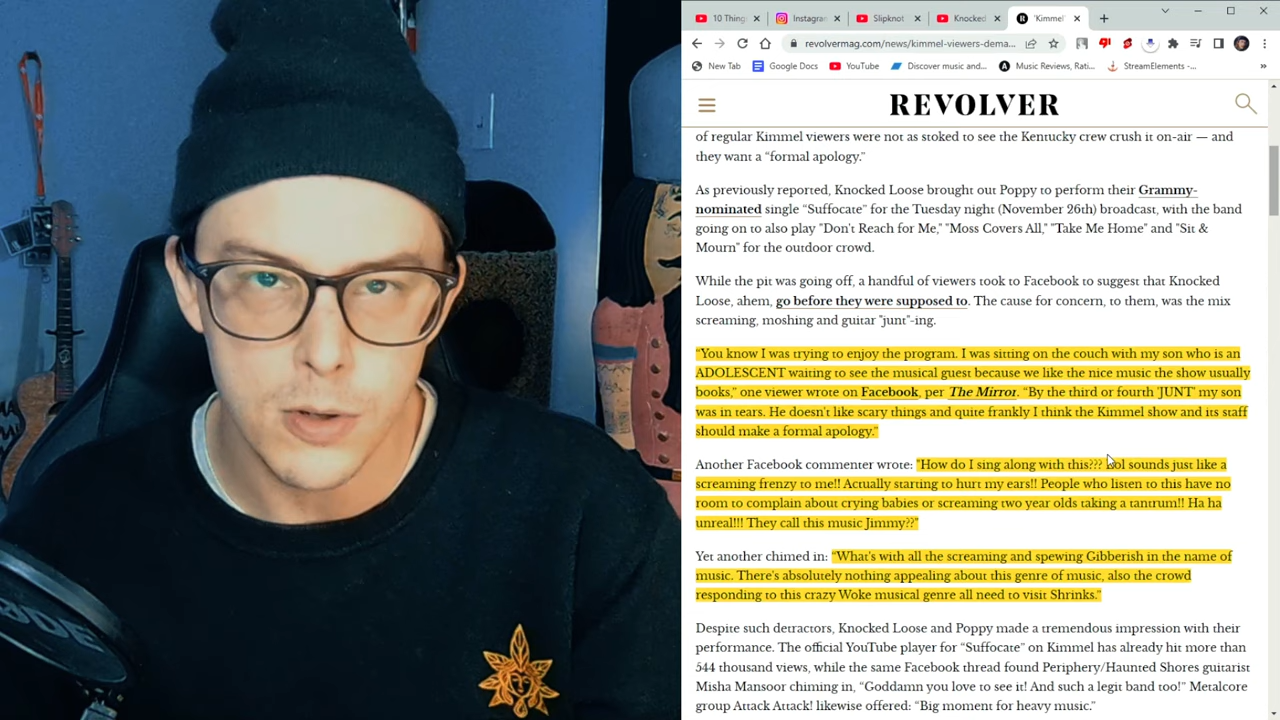 10 Thing
Instagra
Slipknot
Knocked
'Kimmel'
revolvermag.com/news/kimmel-viewers-dema...
New Tab
Google Docs
YouTube
Discover music and...
Music Reviews, Rati...
StreamElements -...
REVOLVER
of regular Kimmel viewers were not as stoked to see the Kentucky crew crush it on-air — and
they want a “formal apology.”
As previously reported, Knocked Loose brought out Poppy to perform their Grammy-
nominated single “Suffocate” for the Tuesday night (November 26th) broadcast, with the band
going on to also play "Don't Reach for Me," "Moss Covers All," "Take Me Home" and "Sit &
Mourn" for the outdoor crowd.
While the pit was going off, a handful of viewers took to Facebook to suggest that Knocked
Loose, ahem, go before they were supposed to. The cause for concern, to them, was the mix
screaming, moshing and guitar "junt"-ing.
“You know I was trying to enjoy the program. I was sitting on the couch with my son who is an
ADOLESCENT waiting to see the musical guest because we like the nice music the show usually
books,” one viewer wrote on Facebook, per The Mirror. “By the third or fourth 'JUNT' my son
was in tears. He doesn't like scary things and quite frankly I think the Kimmel show and its staff
should make a formal apology.”
Another Facebook commenter wrote: "How do I sing along with this??? Lol sounds just like a
screaming frenzy to me!! Actually starting to hurt my ears!! People who listen to this have no
room to complain about crying babies or screaming two year olds taking a tantrum!! Ha ha
unreal!!! They call this music Jimmy??"
Yet another chimed in: “What's with all the screaming and spewing Gibberish in the name of
music. There's absolutely nothing appealing about this genre of music, also the crowd
responding to this crazy Woke musical genre all need to visit Shrinks.”
Despite such detractors, Knocked Loose and Poppy made a tremendous impression with their
performance. The official YouTube player for “Suffocate” on Kimmel has already hit more than
544 thousand views, while the same Facebook thread found Periphery/Haunted Shores guitarist
Misha Mansoor chiming in, “Goddamn you love to see it! And such a legit band too!” Metalcore
group Attack Attack! likewise offered: “Big moment for heavy music.”
RODE